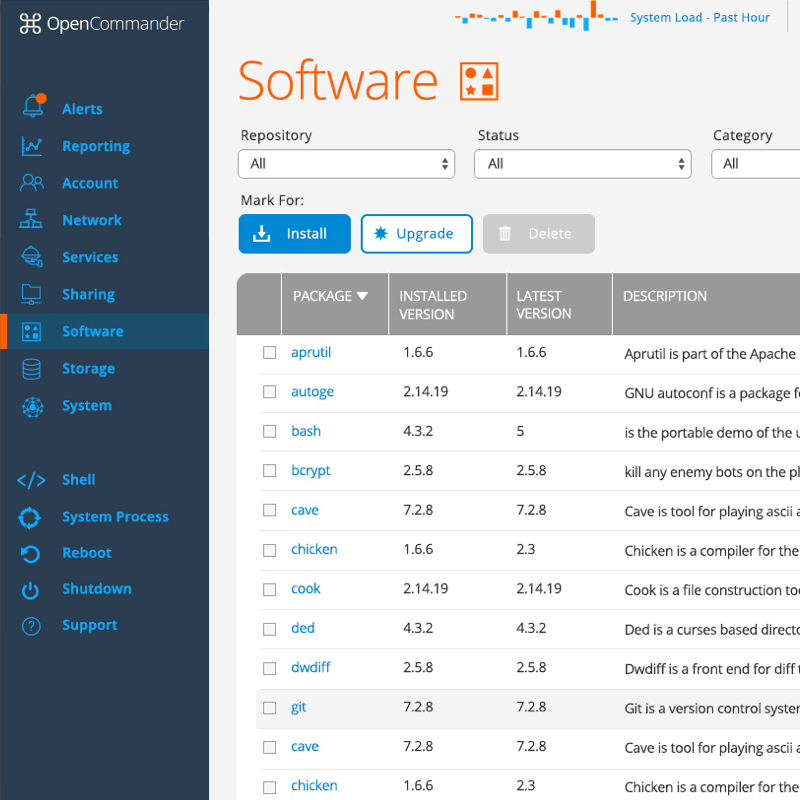 OpenCommander
System Load - Past Hour
Alerts
Reporting
Account
Network
Services
Sharing
Software
Storage
System
Shell
System Process
Reboot
Shutdown
Support
Software
Repository Status Category
All All All
Mark For:
Install Upgrade Delete
PACKAGE INSTALLED VERSION LATEST VERSION DESCRIPTION
aprutil 1.6.6 1.6.6 Aprutil is part of the Apache
autoge 2.14.19 2.14.19 GNU autoconf is a package
bash 4.3.2 5 is the portable demo of the
bcrypt 2.5.8 2.5.8 kill any enemy bots on the
cave 7.2.8 7.2.8 Cave is tool for playing ascii
chicken 1.6.6 2.3 Chicken is a compiler for the
cook 2.14.19 2.14.19 Cook is a file construction
ded 4.3.2 4.3.2 Ded is a curses based
dwdiff 2.5.8 2.5.8 Dwdiff is a front end for diff
git 7.2.8 7.2.8 Git is a version control
cave 7.2.8 7.2.8 Cave is tool for playing ascii
chicken 1.6.6 2.3 Chicken is a compiler for the